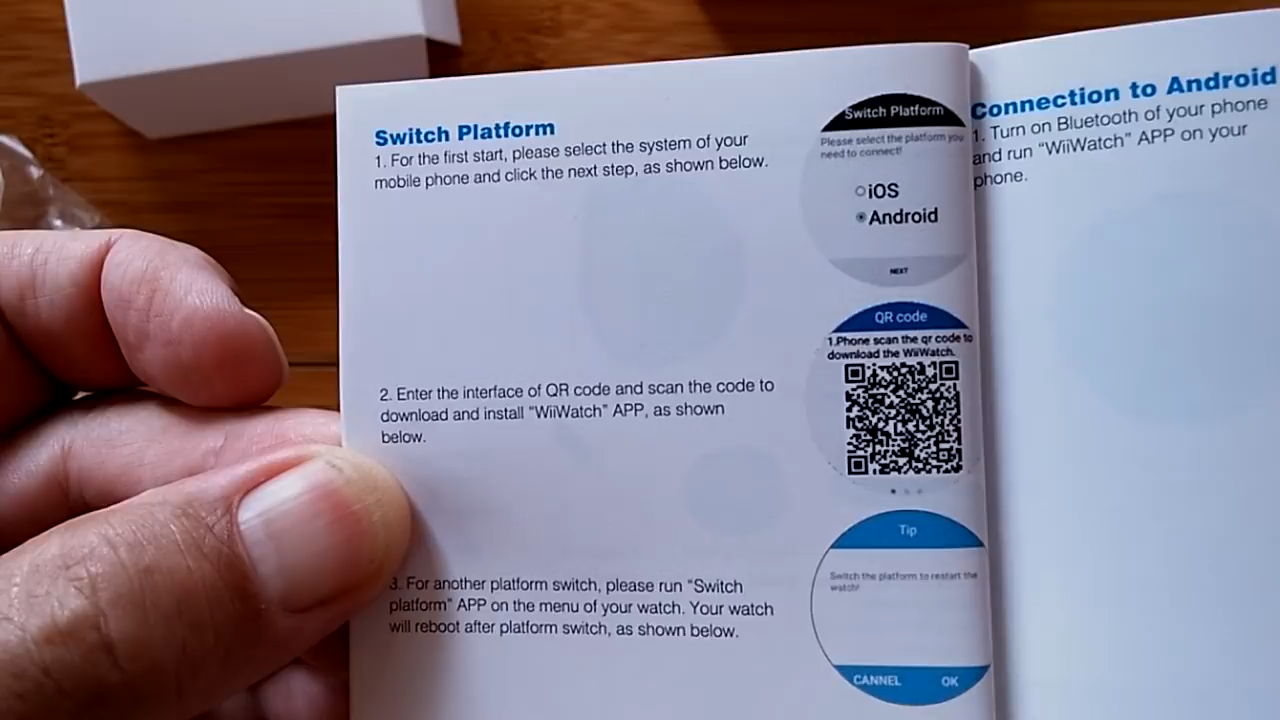 Switch Platform
1. For the first start, please select the system of your
mobile phone and click the next step, as shown below.
2. Enter the interface of QR code and scan the code to
download and install "WiiWatch" APP, as shown
below.
3. For another platform switch, please run "Switch
platform" APP on the menu of your watch. Your watch
will reboot after platform switch, as shown below.
Switch Platform
Please select the platform you
need to connect!
iOS
Android
NEXT
QR code
1.Phone scan the qr code to
download the WiiWatch.
Tip
Switch the platform to restart the
watch!
CANNEL OK
Connection to Android
1. Turn on Bluetooth of your phone
and run "WiiWatch" APP on your
phone.